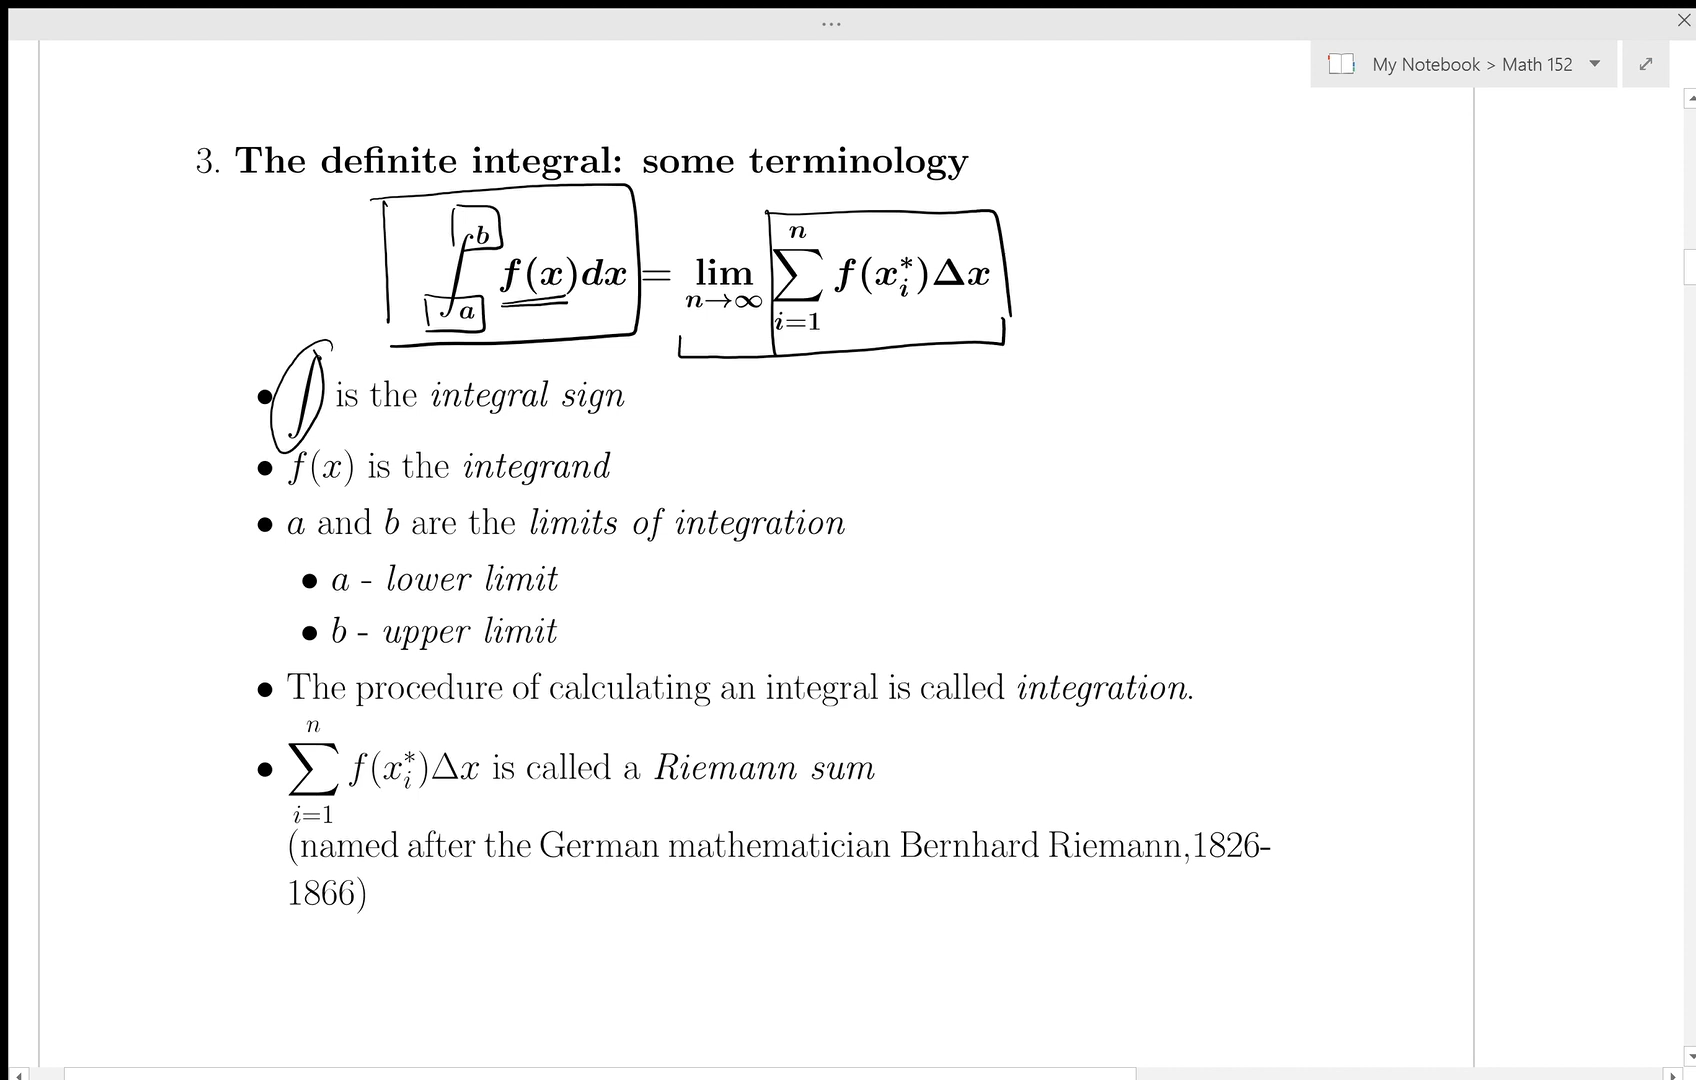 ...
My Notebook > Math 152
3. The definite integral: some terminology
∫_a^b f(x)dx = lim_{n→∞} ∑_{i=1}^n f(x_i^*)Δx
• ∫ is the integral sign
• f(x) is the integrand
• a and b are the limits of integration
• a - lower limit
• b - upper limit
• The procedure of calculating an integral is called integration.
• ∑_{i=1}^n f(x_i^*)Δx is called a Riemann sum
(named after the German mathematician Bernhard Riemann,1826-
1866)